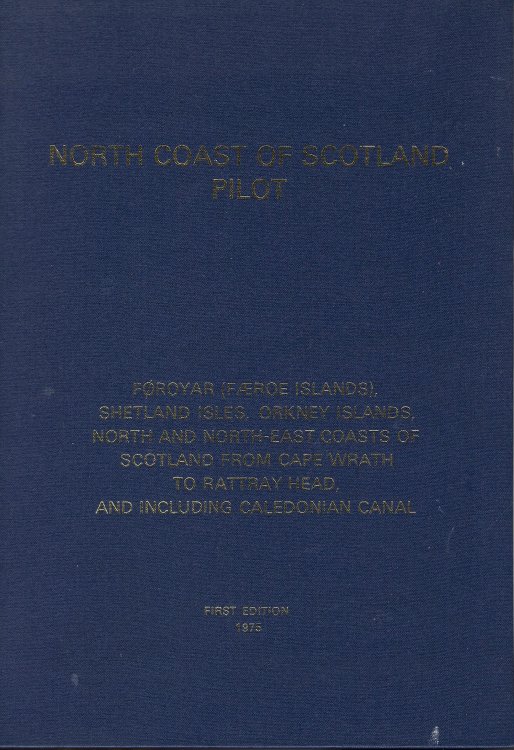 NORTH COAST OF SCOTLAND
PILOT
FØROYAR (FÆROE ISLANDS),
SHETLAND ISLES, ORKNEY ISLANDS,
NORTH AND NORTH-EAST COASTS OF
SCOTLAND FROM CAPE WRATH
TO RATTRAY HEAD,
AND INCLUDING CALEDONIAN CANAL
FIRST EDITION
1975